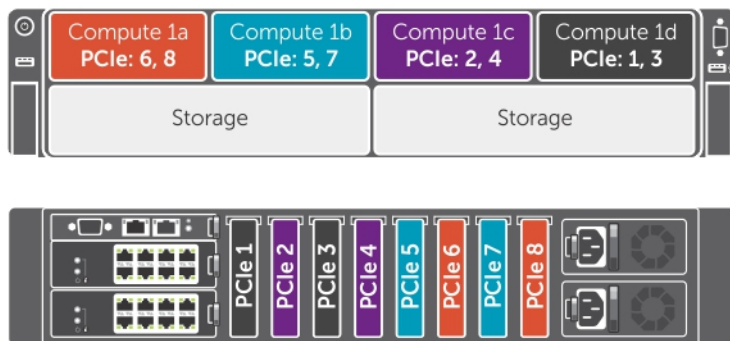 Compute 1a
PCIe: 6, 8
Compute 1b
PCIe: 5, 7
Compute 1c
PCIe: 2, 4
Compute 1d
PCIe: 1, 3
Storage
Storage
PCIe 1
PCIe 2
PCIe 3
PCIe 4
PCIe 5
PCIe 6
PCIe 7
PCIe 8